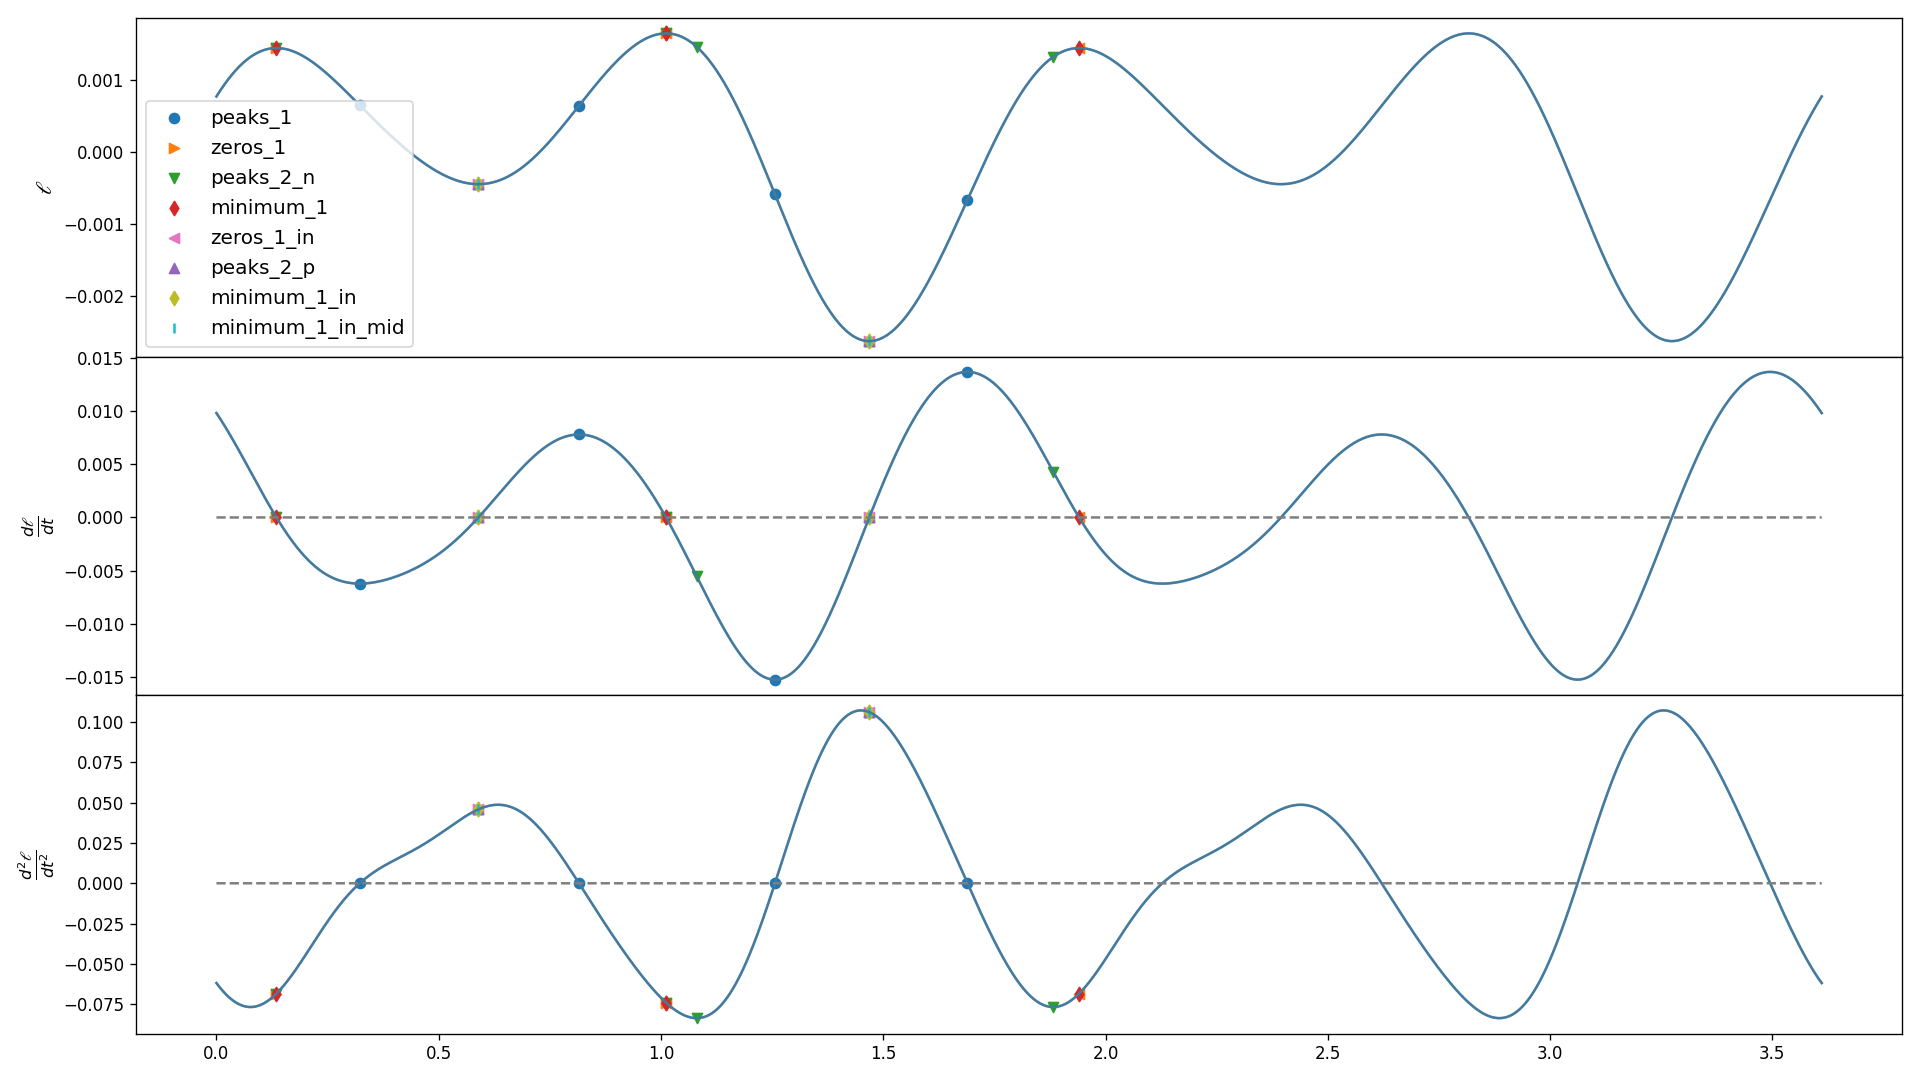 0.001
0.000
−0.001
−0.002
ℓ
peaks_1
zeros_1
peaks_2_n
minimum_1
zeros_1_in
peaks_2_p
minimum_1_in
minimum_1_in_mid
0.015
0.010
0.005
0.000
−0.005
−0.010
−0.015
dℓ
dt
0.100
0.075
0.050
0.025
0.000
−0.025
−0.050
−0.075
d²ℓ
dt²
0.0 0.5 1.0 1.5 2.0 2.5 3.0 3.5